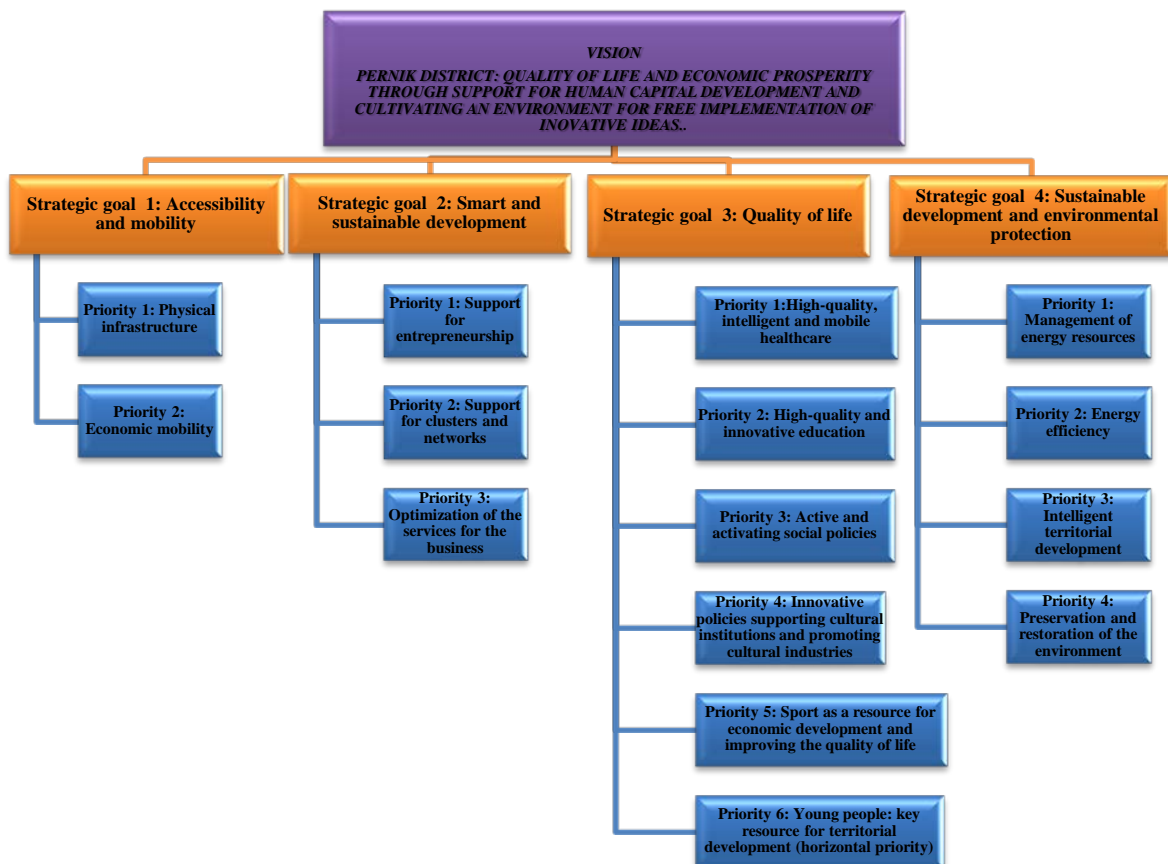 VISION
PERNIK DISTRICT: QUALITY OF LIFE AND ECONOMIC PROSPERITY
THROUGH SUPPORT FOR HUMAN CAPITAL DEVELOPMENT AND
CULTIVATING AN ENVIRONMENT FOR FREE IMPLEMENTATION OF
INOVATIVE IDEAS..
Strategic goal 1: Accessibility
and mobility
Priority 1: Physical
infrastructure
Priority 2:
Economic mobility
Strategic goal 2: Smart and
sustainable development
Priority 1: Support
for
entrepreneurship
Priority 2: Support
for clusters and
networks
Priority 3:
Optimization of the
services for the
business
Strategic goal 3: Quality of life
Priority 1:High-quality,
intelligent and mobile
healthcare
Priority 2: High-quality and
innovative education
Priority 3: Active and
activating social policies
Priority 4: Innovative
policies supporting cultural
institutions and promoting
cultural industries
Priority 5: Sport as a resource for
economic development and
improving the quality of life
Priority 6: Young people: key
resource for territorial
development (horizontal priority)
Strategic goal 4: Sustainable
development and environmental
protection
Priority 1:
Management of
energy resources
Priority 2: Energy
efficiency
Priority 3:
Intelligent
territorial
development
Priority 4:
Preservation and
restoration of the
environment